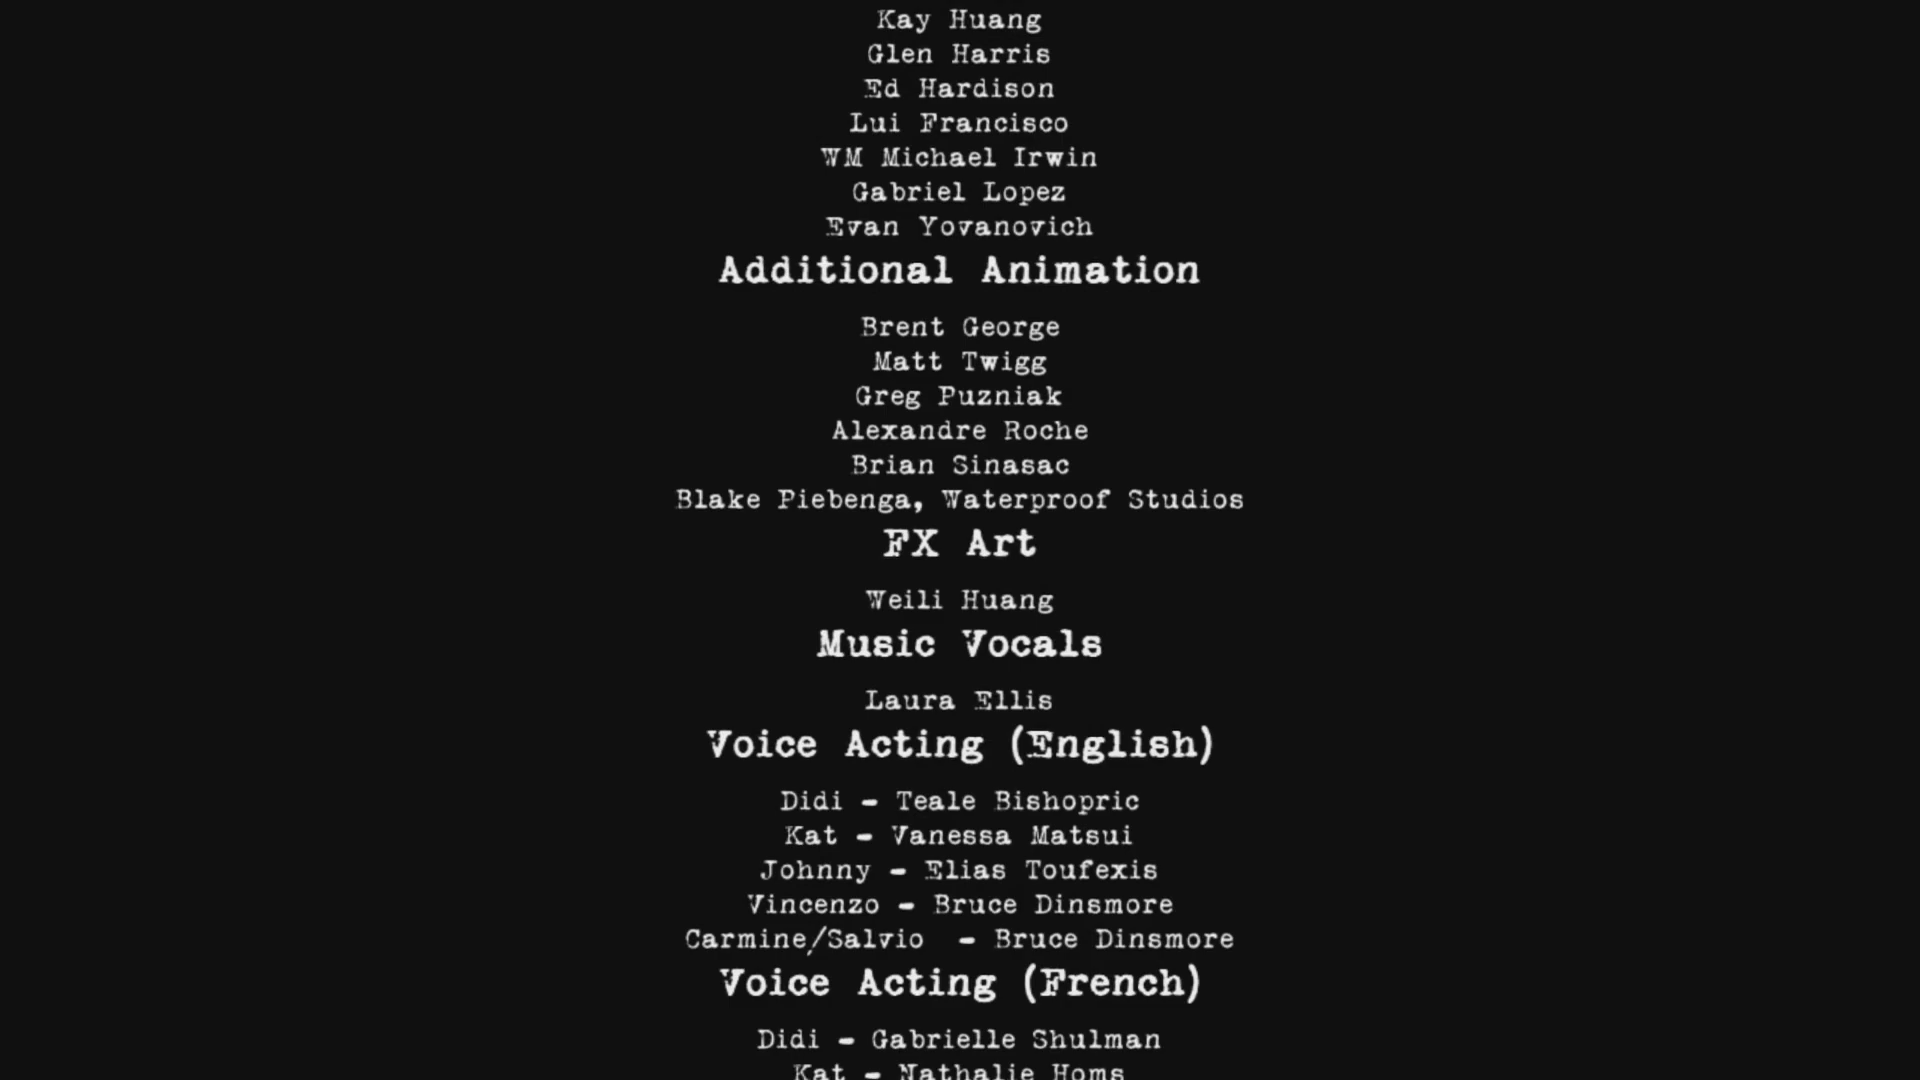 Kay Huang
Glen Harris
Ed Hardison
Lui Francisco
WM Michael Irwin
Gabriel Lopez
Evan Yovanovich
Additional Animation
Brent George
Matt Twigg
Greg Puzniak
Alexandre Roche
Brian Sinasac
Blake Piebenga, Waterproof Studios
FX Art
Weili Huang
Music Vocals
Laura Ellis
Voice Acting (English)
Didi - Teale Bishopric
Kat - Vanessa Matsui
Johnny - Elias Toufexis
Vincenzo - Bruce Dinsmore
Carmine/Salvio - Bruce Dinsmore
Voice Acting (French)
Didi - Gabrielle Shulman
Kat - Nathalie Homs